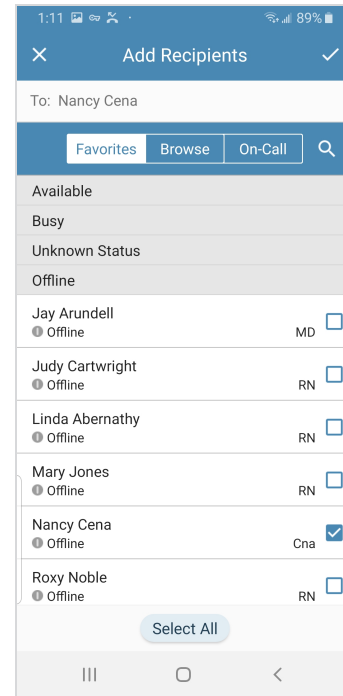 1:11 89%
Add Recipients
To: Nancy Cena
Favorites Browse On-Call
Available
Busy
Unknown Status
Offline
Jay Arundell
Offline MD
Judy Cartwright
Offline RN
Linda Abernathy
Offline RN
Mary Jones
Offline RN
Nancy Cena
Offline Cna
Roxy Noble
Offline RN
Select All